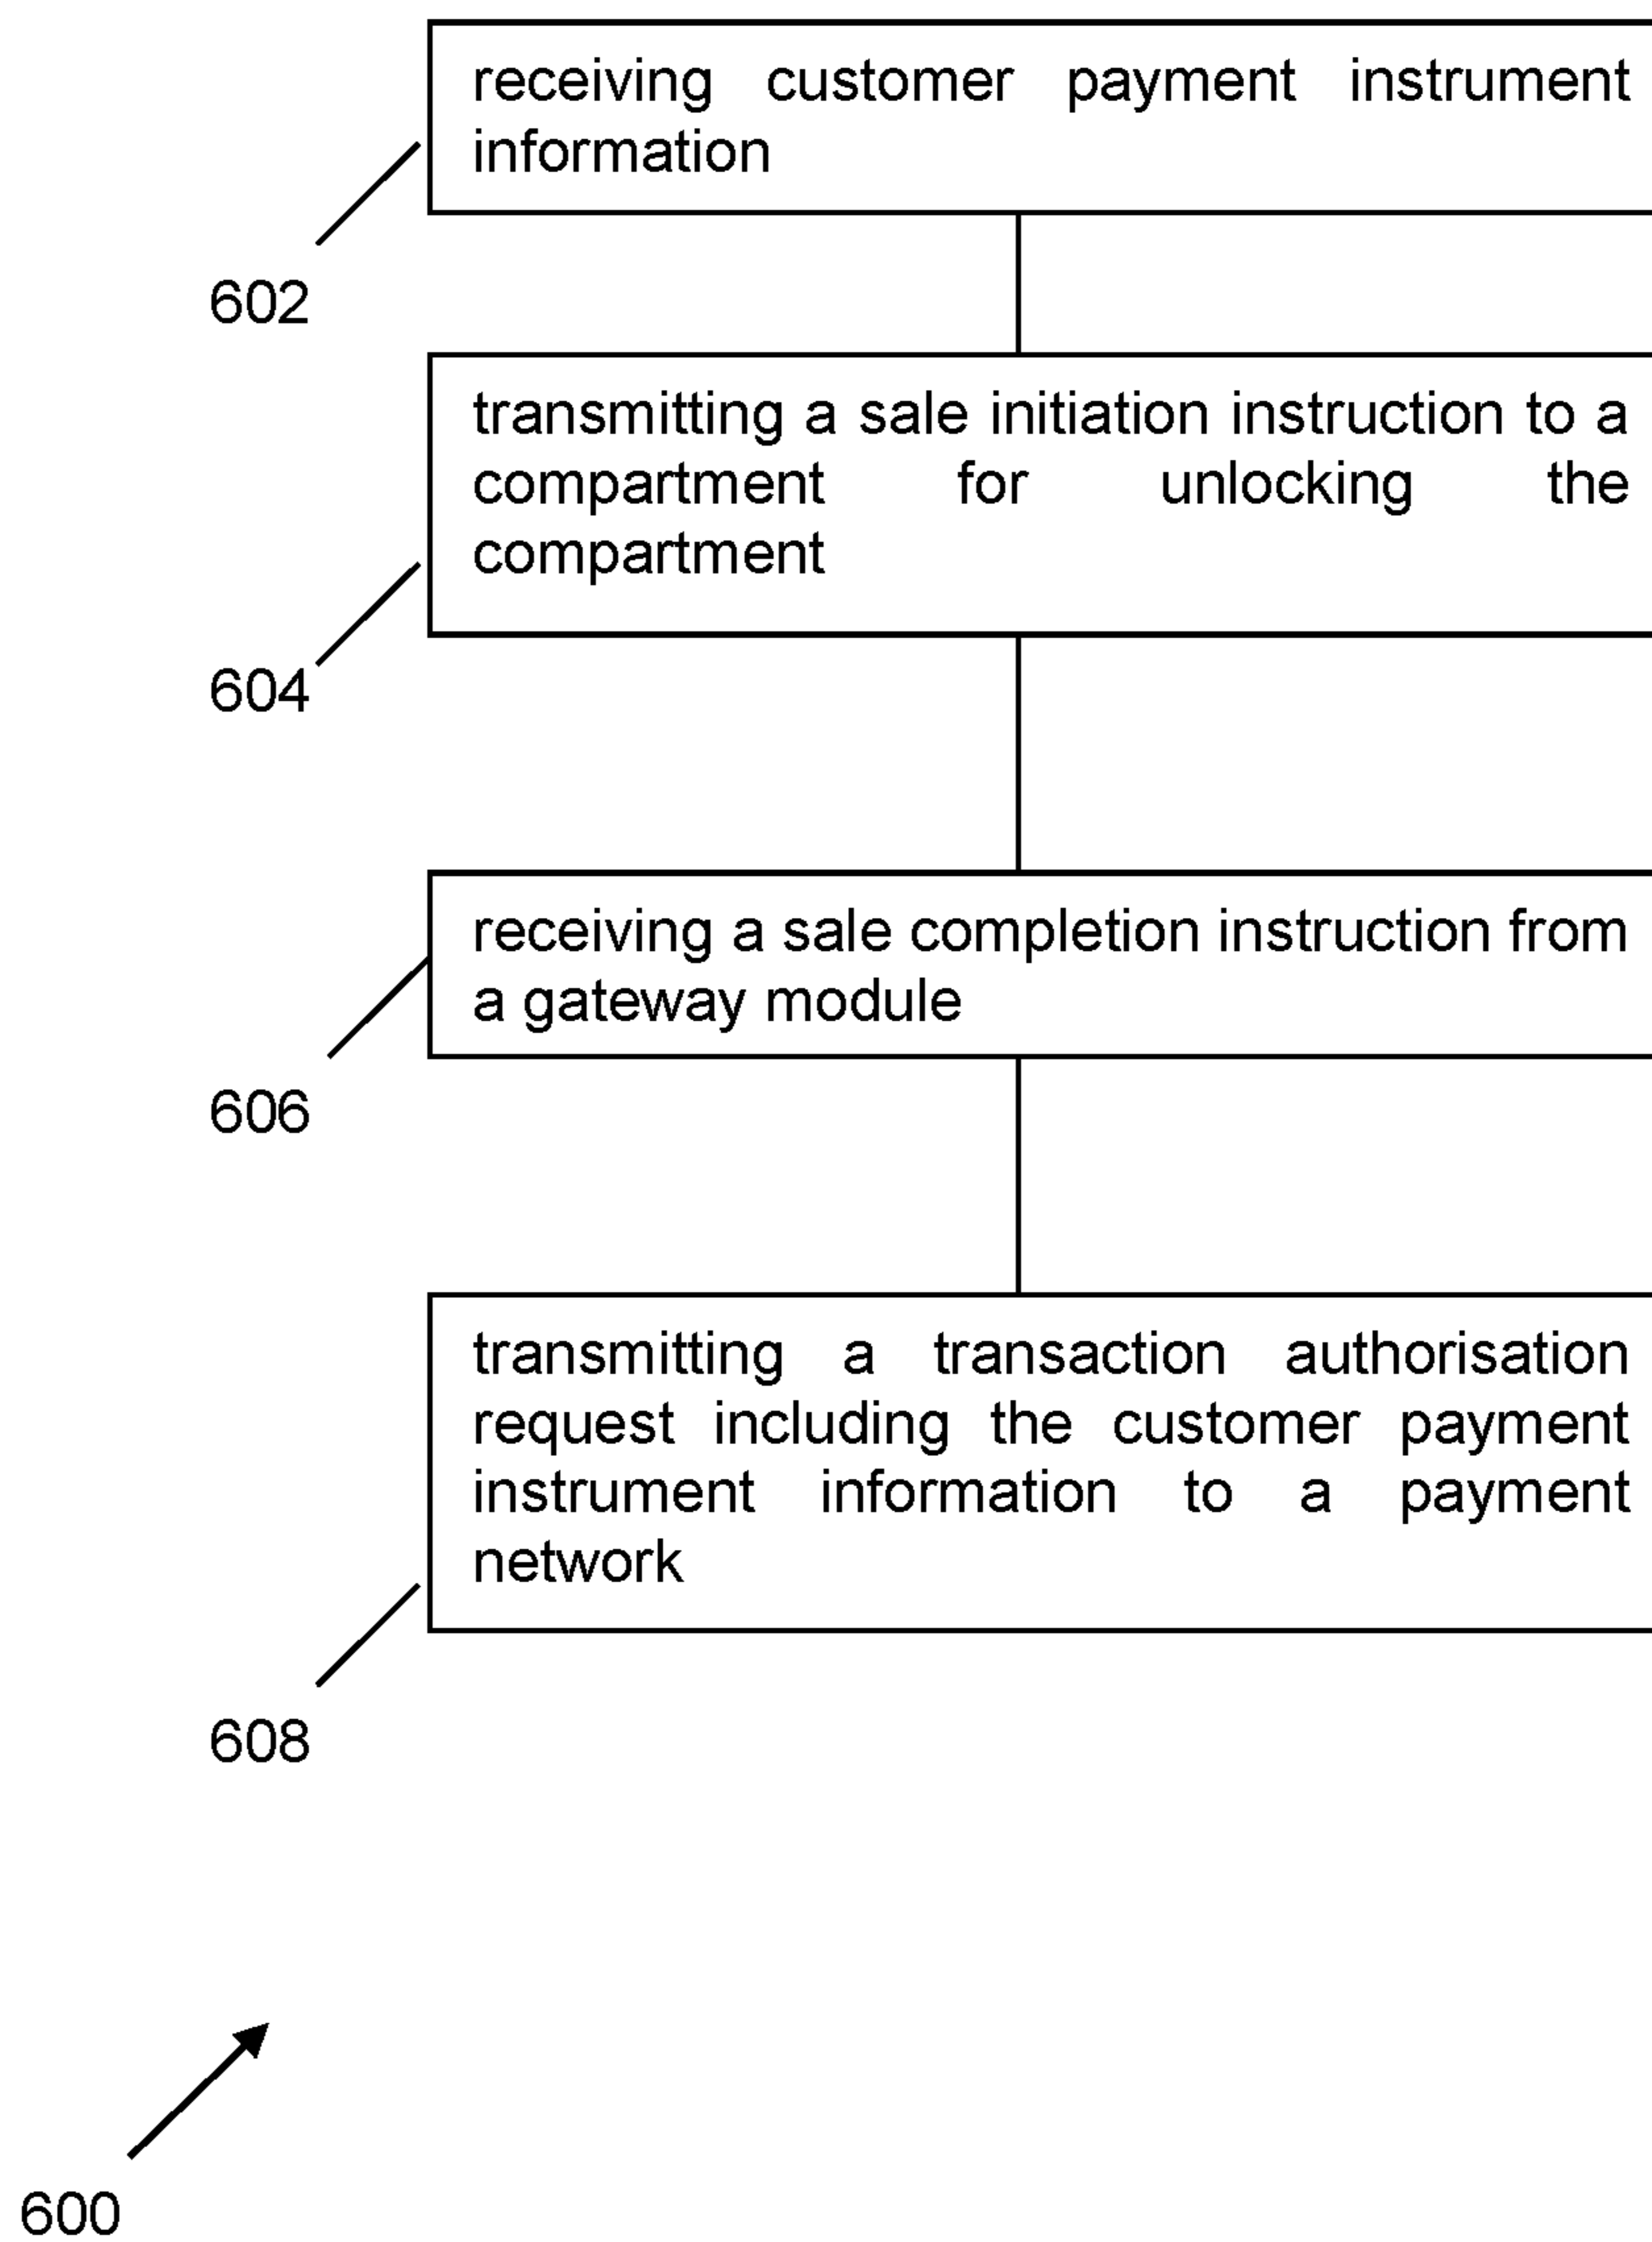 receiving customer payment instrument
information
602
transmitting a sale initiation instruction to a
compartment for unlocking the
compartment
604
receiving a sale completion instruction from
a gateway module
606
transmitting a transaction authorisation
request including the customer payment
instrument information to a payment
network
608
600